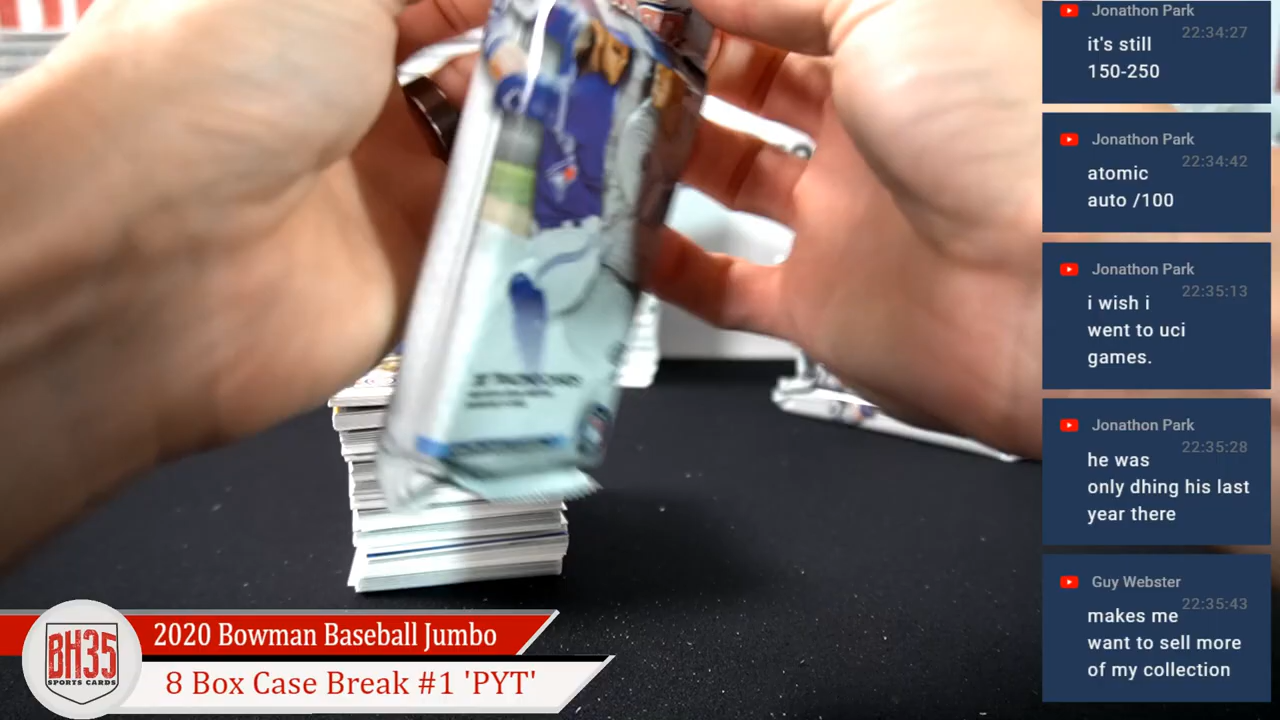 Jonathon Park
22:34:27
it's still
150-250
Jonathon Park
22:34:42
atomic
auto /100
Jonathon Park
22:35:13
i wish i
went to uci
games.
Jonathon Park
22:35:28
he was
only dhing his last
year there
Guy Webster
22:35:43
makes me
want to sell more
of my collection
BH35
SPORTS CARDS
2020 Bowman Baseball Jumbo
8 Box Case Break #1 'PYT'